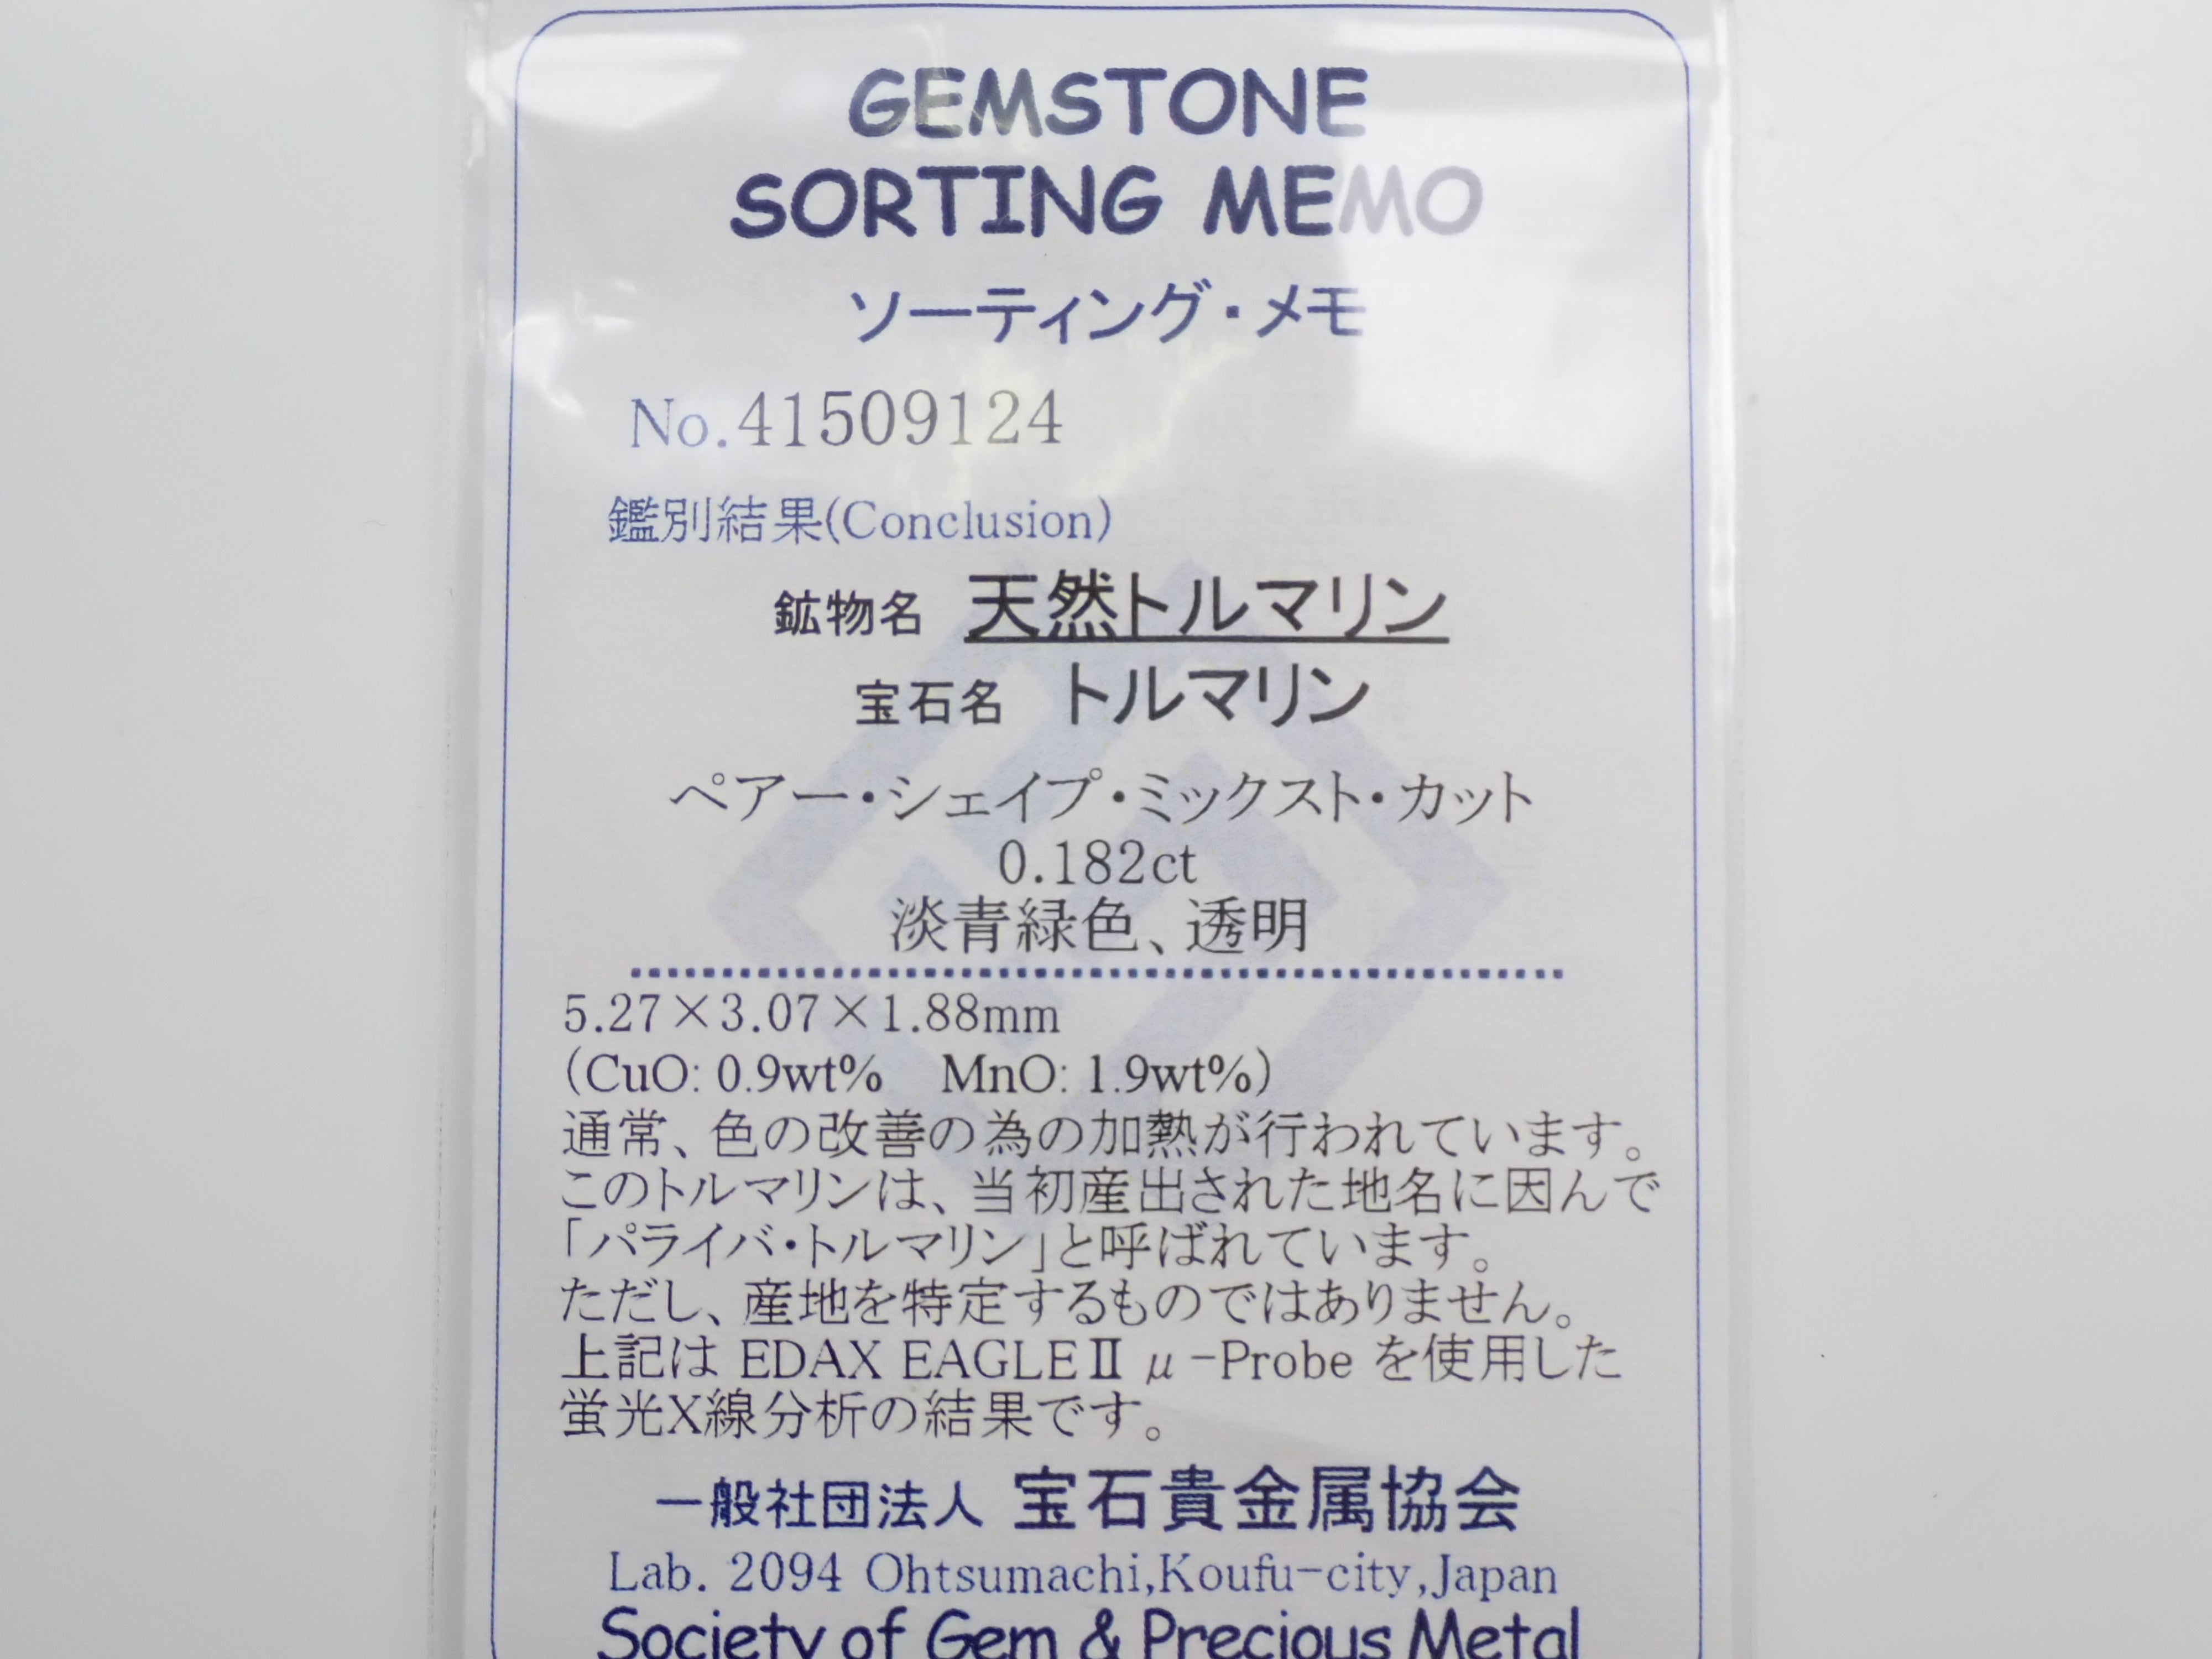 GEMSTONE
SORTING MEMO
ソーティング・メモ
No.41509124
鑑別結果(Conclusion)
鉱物名 天然トルマリン
宝石名 トルマリン
ペアー・シェイプ・ミックスト・カット
0.182ct
淡青緑色、透明
5.27×3.07×1.88mm
(CuO: 0.9wt% MnO: 1.9wt%)
通常、色の改善の為の加熱が行われています。
このトルマリンは、当初産出された地名に因んで
「パライバ・トルマリン」と呼ばれています。
ただし、産地を特定するものではありません。
上記は EDAX EAGLEⅡ μ-Probe を使用した
蛍光X線分析の結果です。
一般社団法人 宝石貴金属協会
Lab. 2094 Ohtsumachi,Koufu-city,Japan
Society of Gem & Precious Metal